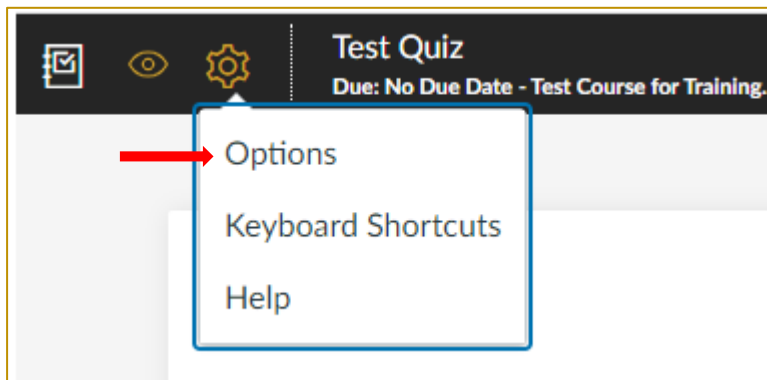 Test Quiz
Due: No Due Date - Test Course for Training.
Options
Keyboard Shortcuts
Help